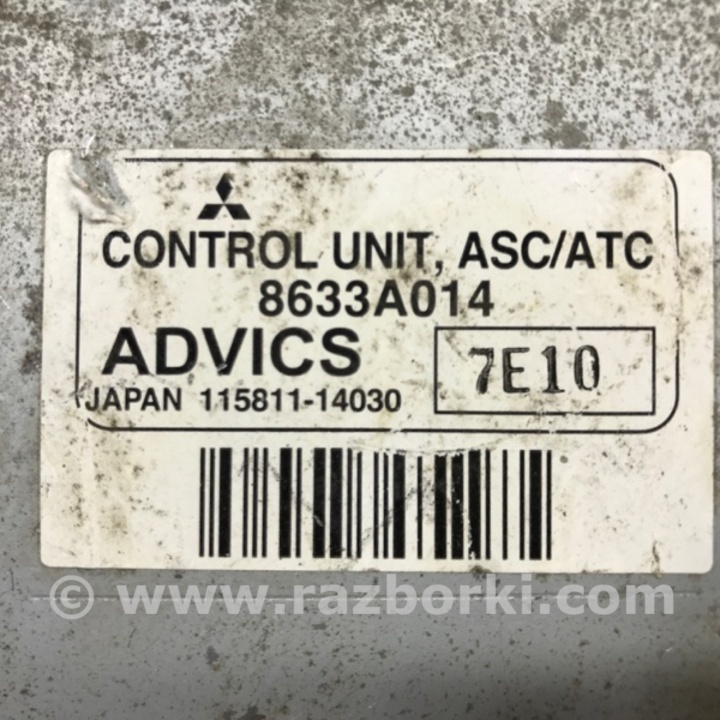 CONTROL UNIT, ASC/ATC
8633A014
ADVICS
7E10
JAPAN 115811-14030
© www.razborki.com